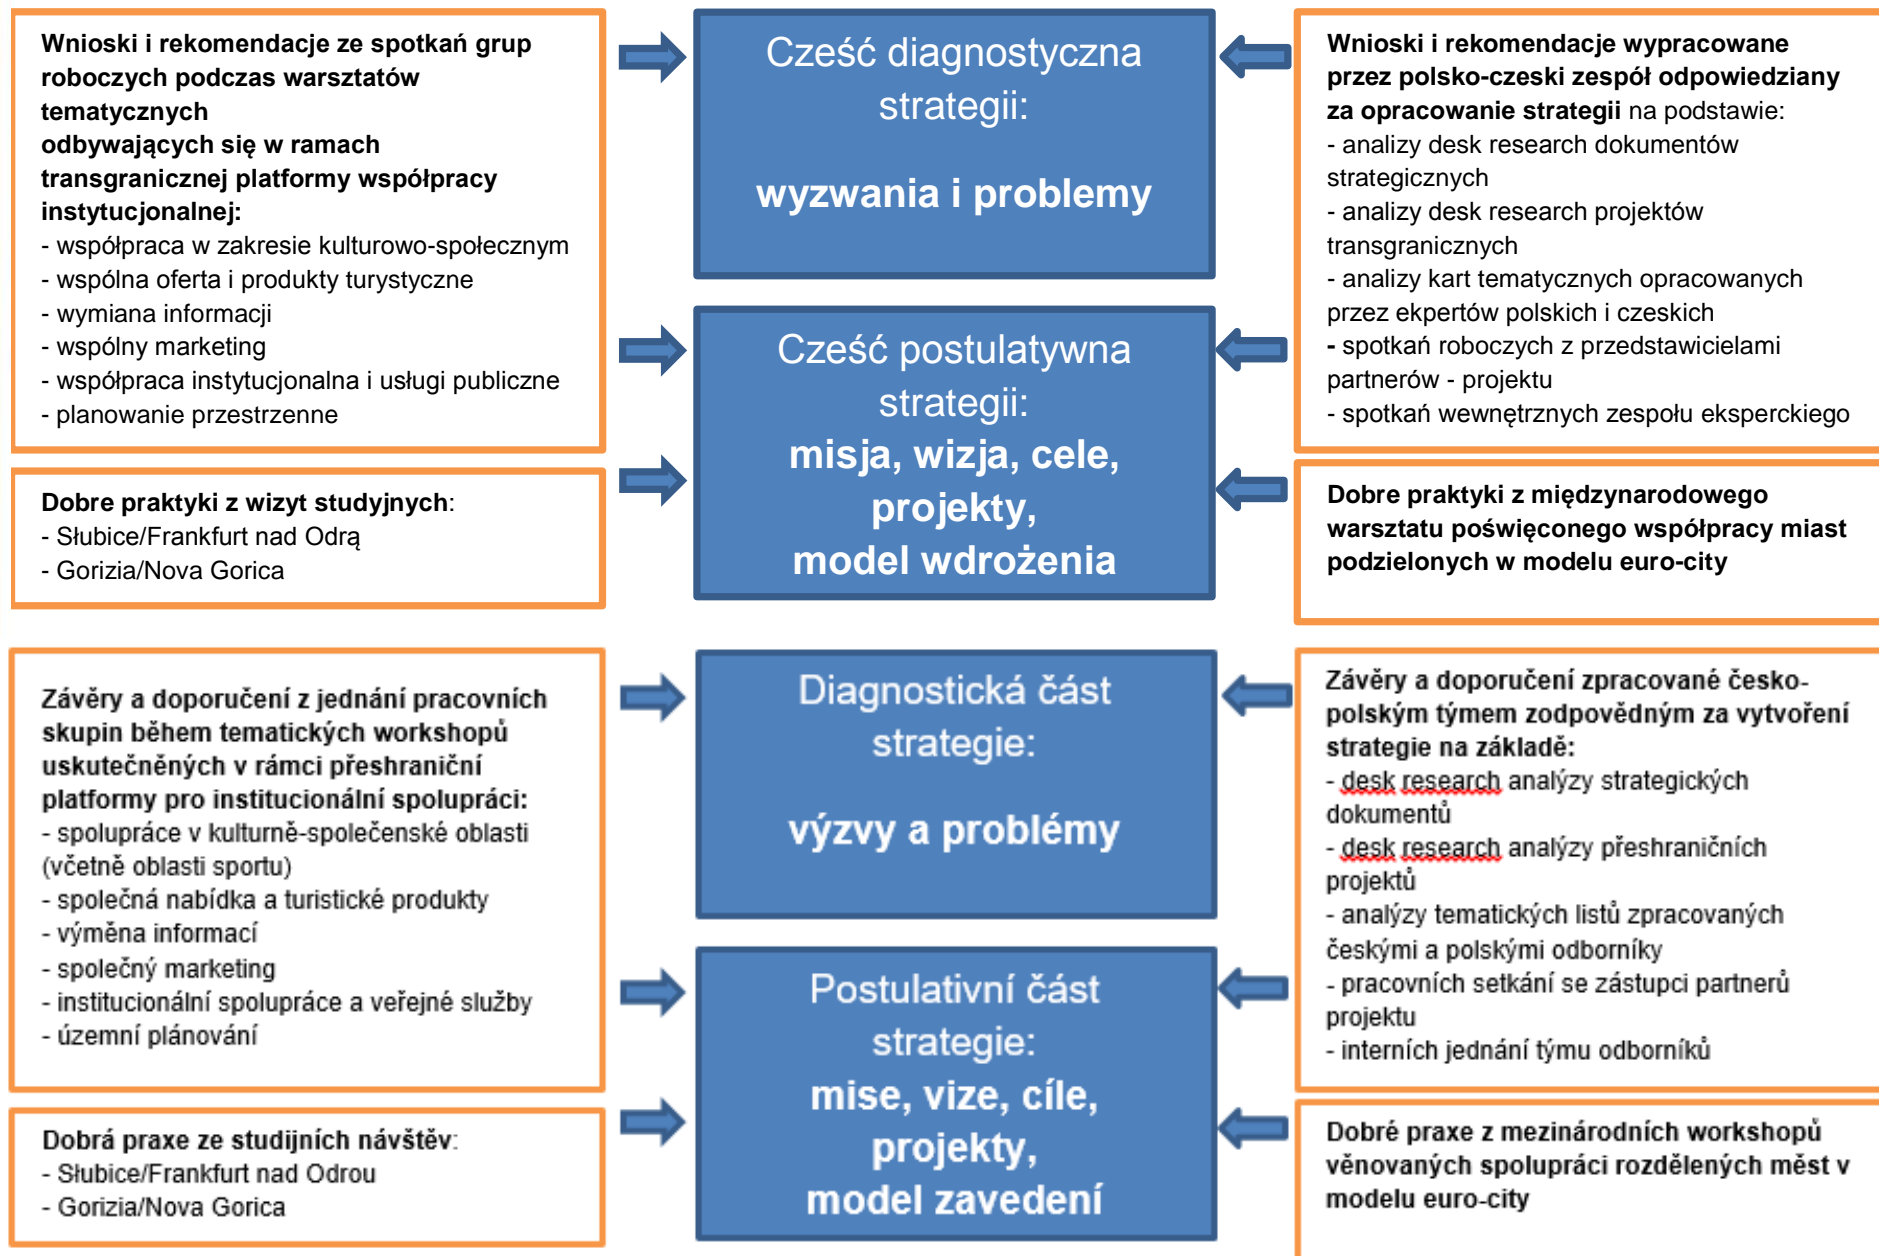 Wnioski i rekomendacje ze spotkań grup
roboczych podczas warsztatów
tematycznych
odbywających się w ramach
transgranicznej platformy współpracy
instytucjonalnej:
- współpraca w zakresie kulturowo-społecznym
- wspólna oferta i produkty turystyczne
- wymiana informacji
- wspólny marketing
- współpraca instytucjonalna i usługi publiczne
- planowanie przestrzenne
Dobre praktyki z wizyt studyjnych:
- Słubice/Frankfurt nad Odrą
- Gorizia/Nova Gorica
Cześć diagnostyczna
strategii:
wyzwania i problemy
Cześć postulatywna
strategii:
misja, wizja, cele,
projekty,
model wdrożenia
Wnioski i rekomendacje wypracowane
przez polsko-czeski zespół odpowiedziany
za opracowanie strategii na podstawie:
- analizy desk research dokumentów
strategicznych
- analizy desk research projektów
transgranicznych
- analizy kart tematycznych opracowanych
przez ekpertów polskich i czeskich
- spotkań roboczych z przedstawicielami
partnerów - projektu
- spotkań wewnętrznych zespołu eksperckiego
Dobre praktyki z międzynarodowego
warsztatu poświęconego współpracy miast
podzielonych w modelu euro-city
Závěry a doporučení z jednání pracovních
skupin během tematických workshopů
uskutečněných v rámci přeshraniční
platformy pro institucionální spolupráci:
- spolupráce v kulturně-společenské oblasti
(včetně oblasti sportu)
- společná nabídka a turistické produkty
- výměna informací
- společný marketing
- institucionální spolupráce a veřejné služby
- územní plánování
Dobrá praxe ze studijních návštěv:
- Słubice/Frankfurt nad Odrou
- Gorizia/Nova Gorica
Diagnostická část
strategie:
výzvy a problémy
Postulativní část
strategie:
mise, vize, cíle,
projekty,
model zavedení
Závěry a doporučení zpracované česko-
polským týmem zodpovědným za vytvoření
strategie na základě:
- desk research analýzy strategických
dokumentů
- desk research analýzy přeshraničních
projektů
- analýzy tematických listů zpracovaných
českými a polskými odborníky
- pracovních setkání se zástupci partnerů
projektu
- interních jednání týmu odborníků
Dobré praxe z mezinárodních workshopů
věnovaných spolupráci rozdělených měst v
modelu euro-city